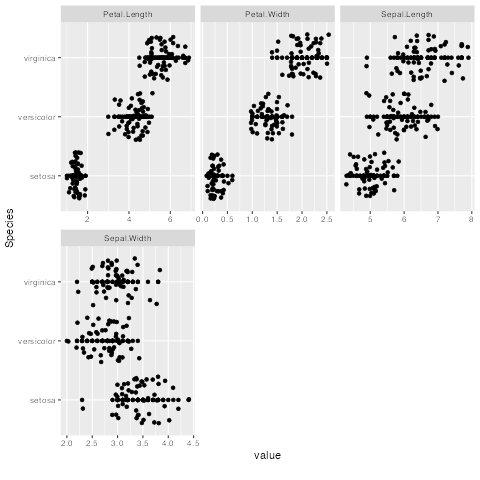 Petal.Length Petal.Width Sepal.Length
virginica
versicolor
setosa
2 4 6 0.0 0.5 1.0 1.5 2.0 2.5 5 6 7 8
Species
Sepal.Width
virginica
versicolor
setosa
2.0 2.5 3.0 3.5 4.0 4.5
value